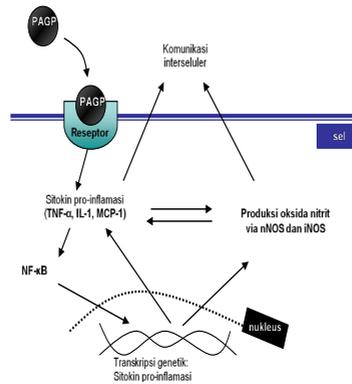 PAGP
Komunikasi
interseluler
PAGP
Reseptor
sel
Sitokin pro-inflamasi
(TNF-α, IL-1, MCP-1)
Produksi oksida nitrit
via nNOS dan iNOS
NF-κB
nukleus
Transkripsi genetik:
Sitokin pro-inflamasi